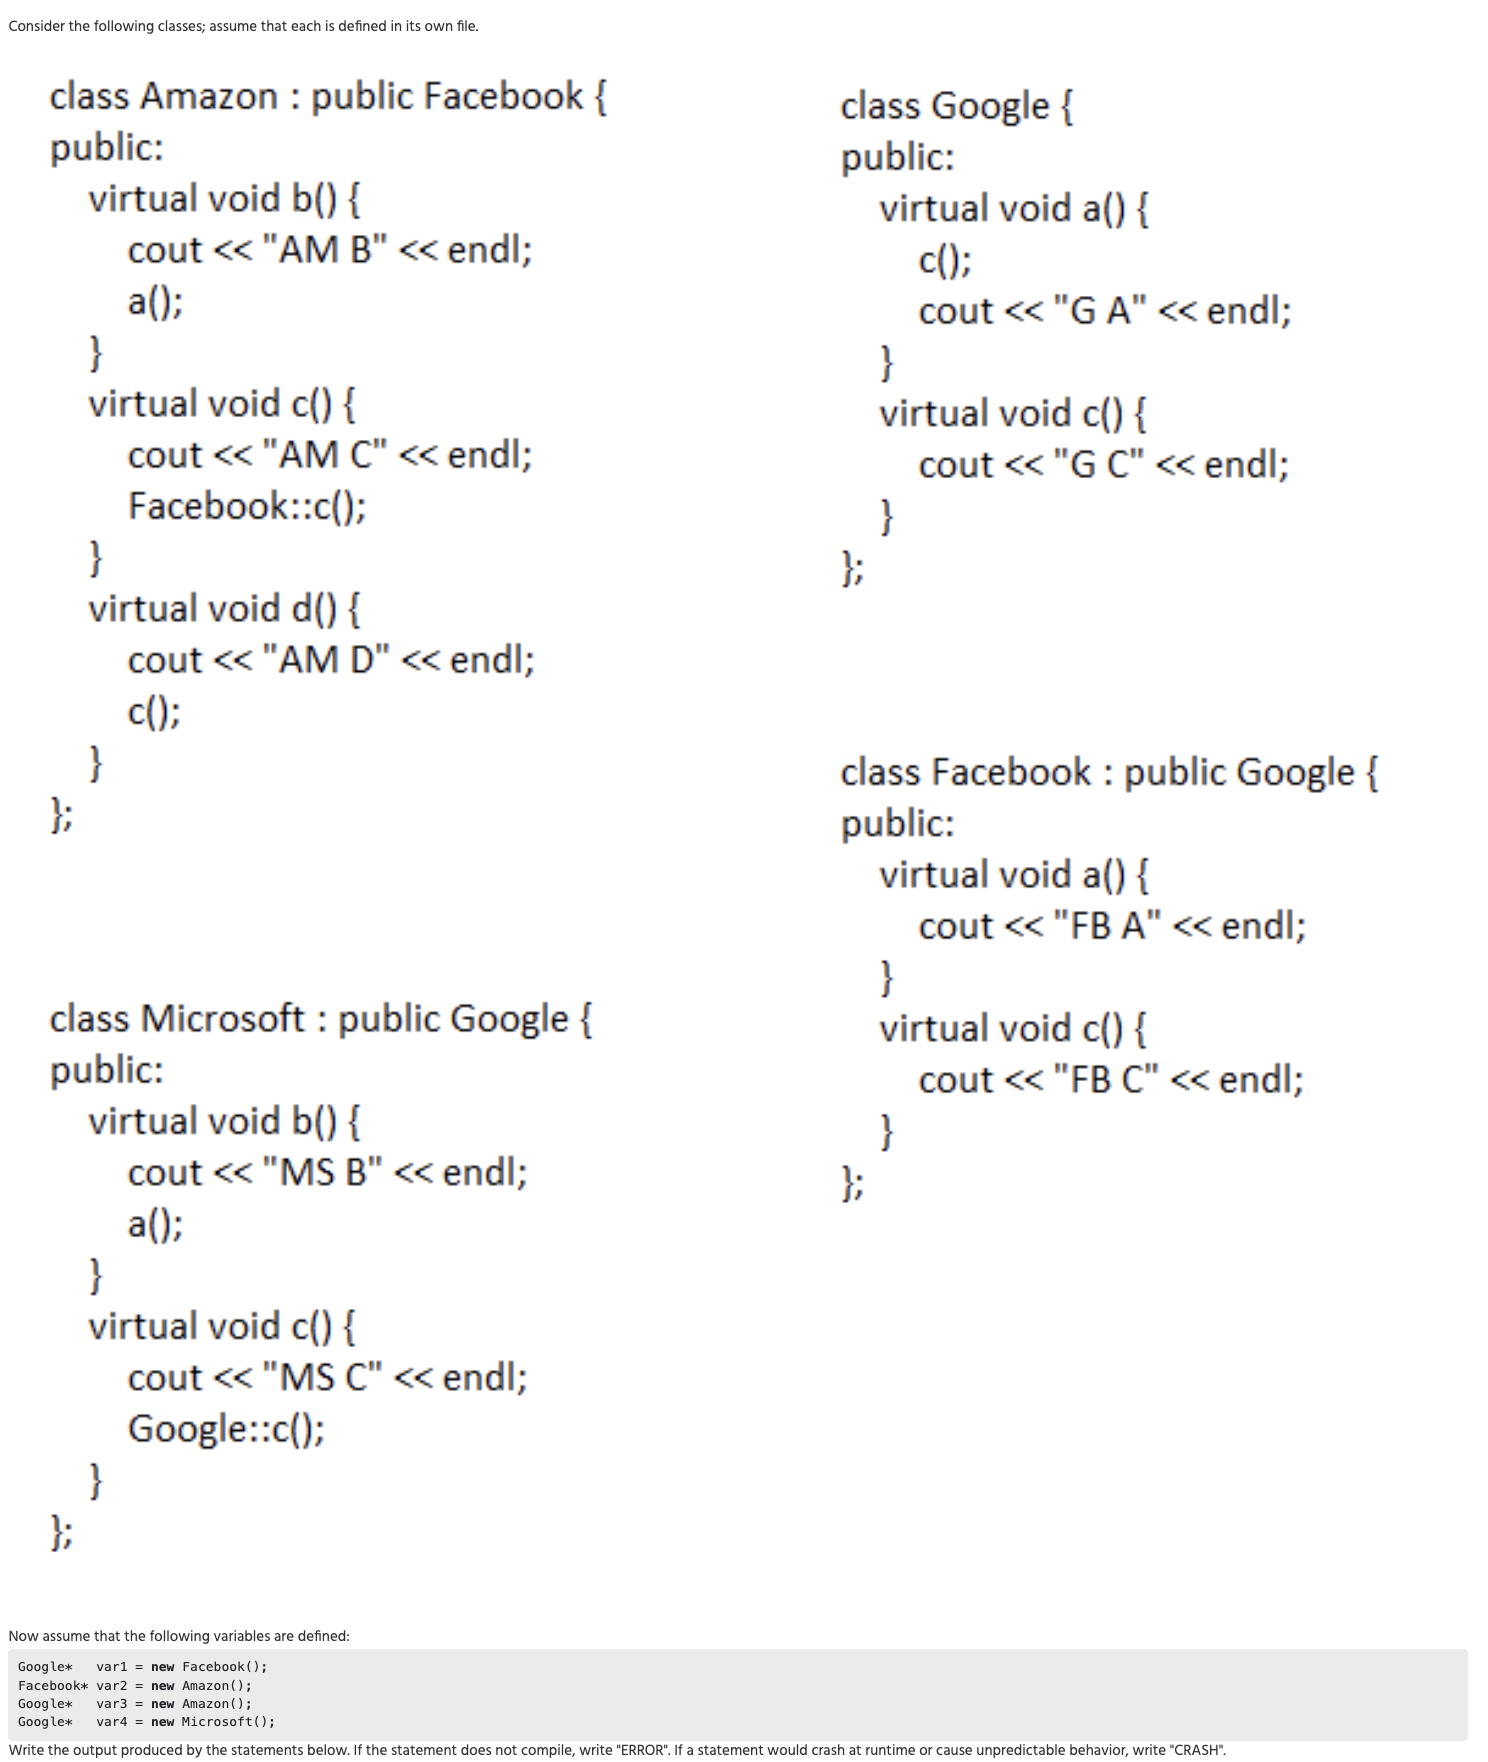 Consider the following classes; assume that each is defined in its own file.
class Amazon : public Facebook {
public:
virtual void b() {
cout << "AM B" << endl;
a();
}
virtual void c() {
cout << "AM C" << endl;
Facebook::c();
}
virtual void d() {
cout << "AM D" << endl;
c();
}
};
class Microsoft : public Google {
public:
virtual void b() {
cout << "MS B" << endl;
a();
}
virtual void c() {
cout << "MS C" << endl;
Google::c();
}
};
class Google {
public:
virtual void a() {
c();
cout << "G A" << endl;
}
virtual void c() {
cout << "G C" << endl;
}
};
class Facebook : public Google {
public:
virtual void a() {
cout << "FB A" << endl;
}
virtual void c() {
cout << "FB C" << endl;
}
};
Now assume that the following variables are defined:
Google*   var1 = new Facebook();
Facebook* var2 = new Amazon();
Google*   var3 = new Amazon();
Google*   var4 = new Microsoft();
Write the output produced by the statements below. If the statement does not compile, write "ERROR". If a statement would crash at runtime or cause unpredictable behavior, write "CRASH".